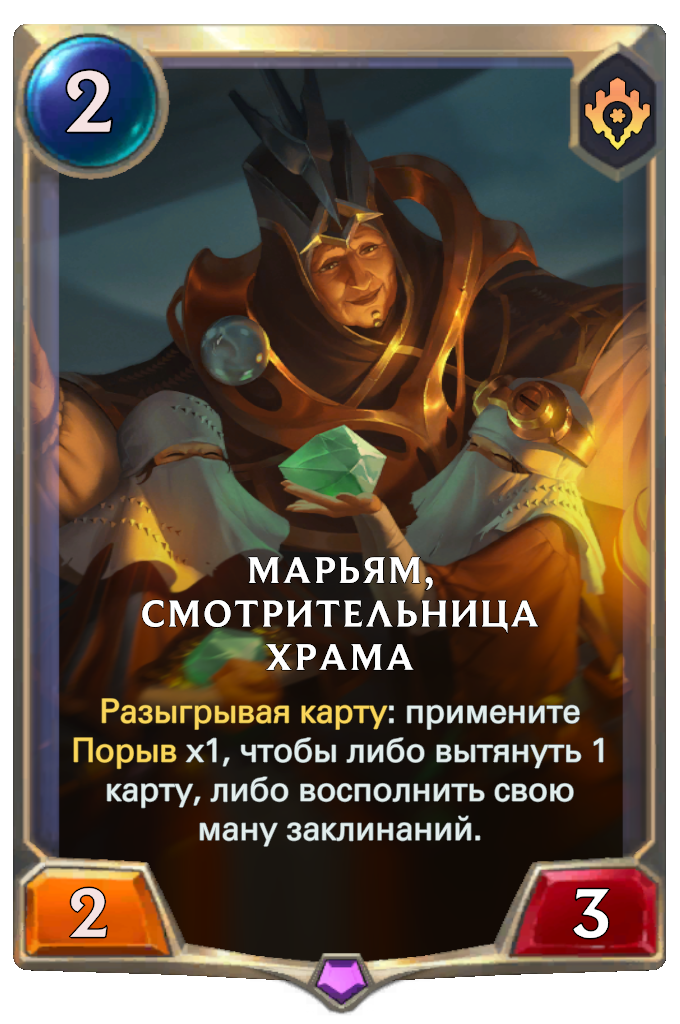 2
МАРЬЯМ,
СМОТРИТЕЛЬНИЦА
ХРАМА
Разыгрывая карту: примените
Порыв x1, чтобы либо вытянуть 1
карту, либо восполнить свою
ману заклинаний.
2
3